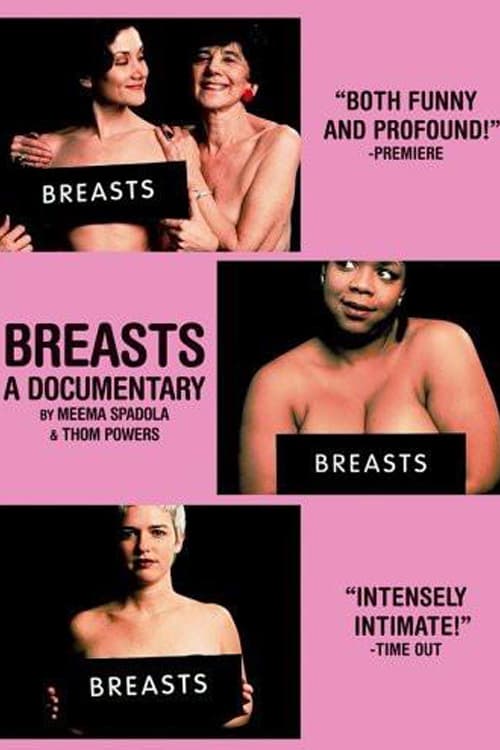 BREASTS
“BOTH FUNNY
AND PROFOUND!”
-PREMIERE
BREASTS
A DOCUMENTARY
BY MEEMA SPADOLA
& THOM POWERS
BREASTS
BREASTS
“INTENSELY
INTIMATE!”
-TIME OUT